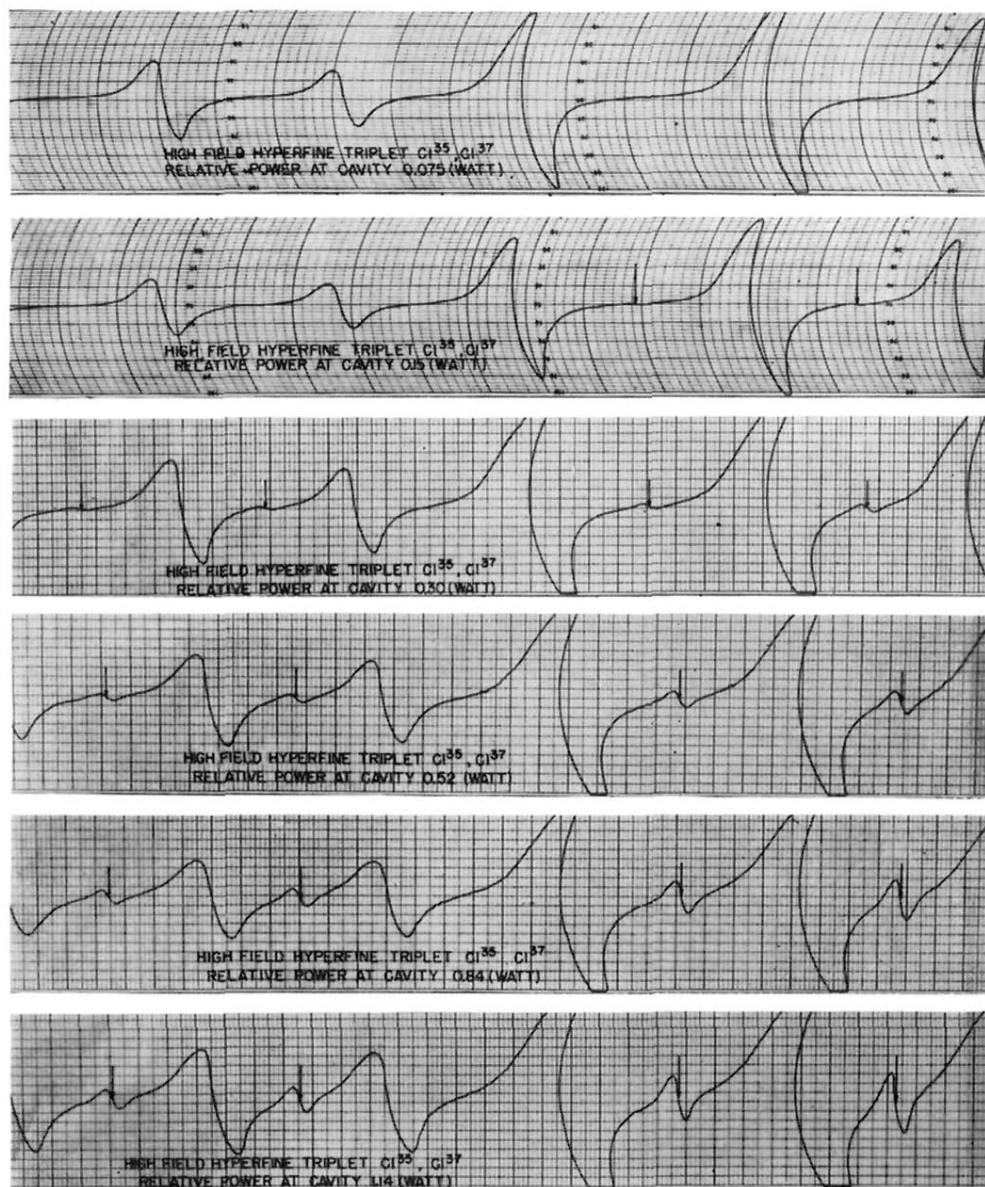 HIGH FIELD HYPERFINE TRIPLET Cl³⁵, Cl³⁷
RELATIVE POWER AT CAVITY 0.075 (WATT)
HIGH FIELD HYPERFINE TRIPLET Cl³⁵, Cl³⁷
RELATIVE POWER AT CAVITY 0.15 (WATT)
HIGH FIELD HYPERFINE TRIPLET Cl³⁵, Cl³⁷
RELATIVE POWER AT CAVITY 0.30 (WATT)
HIGH FIELD HYPERFINE TRIPLET Cl³⁵, Cl³⁷
RELATIVE POWER AT CAVITY 0.52 (WATT)
HIGH FIELD HYPERFINE TRIPLET Cl³⁵, Cl³⁷
RELATIVE POWER AT CAVITY 0.84 (WATT)
HIGH FIELD HYPERFINE TRIPLET Cl³⁵, Cl³⁷
RELATIVE POWER AT CAVITY 1.14 (WATT)